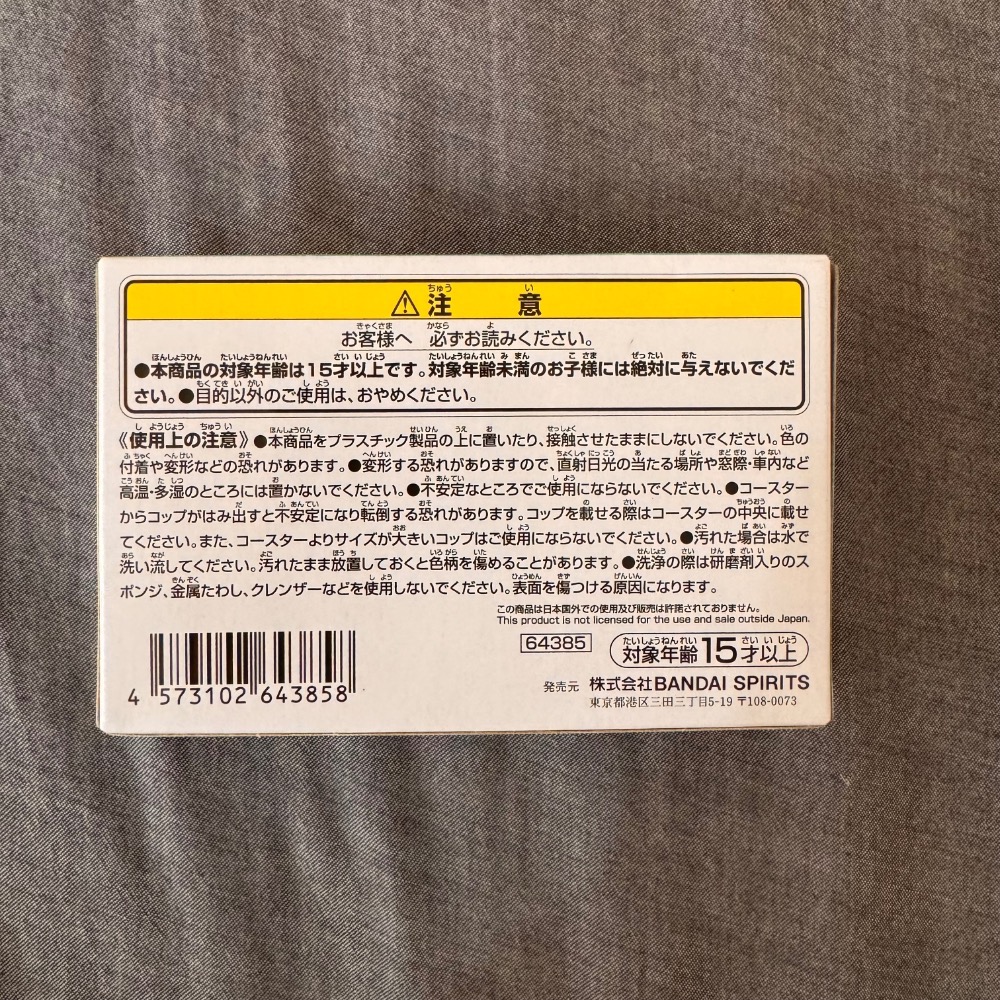 ⚠注 意
お客様へ 必ずお読みください。
●本商品の対象年齢は15才以上です。対象年齢未満のお子様には絶対に与えないでくだ
さい。●目的以外のご使用は、おやめください。
《使用上の注意》●本商品をプラスチック製品の上に置いたり、接触させたままにしないでください。色の
付着や変形などの恐れがあります。●変形する恐れがありますので、直射日光の当たる場所や窓際・車内など
高温・多湿のところには置かないでください。●不安定なところでご使用にならないでください。●コースター
からコップがはみ出すと不安定になり転倒する恐れがあります。コップを載せる際はコースターの中央に載せ
てください。また、コースターよりサイズが大きいコップはご使用にならないでください。●汚れた場合は水で
洗い流してください。汚れたまま放置しておくと色柄を傷めることがあります。●洗浄の際は研磨剤入りのス
ポンジ、金属たわし、クレンザーなどを使用しないでください。表面を傷つける原因になります。
この商品は日本国外での使用及び販売は許諾されておりません。
This product is not licensed for the use and sale outside Japan.
64385 対象年齢15才以上
4 573102 643858
発売元 株式会社BANDAI SPIRITS
東京都港区三田三丁目5-19 〒108-0073